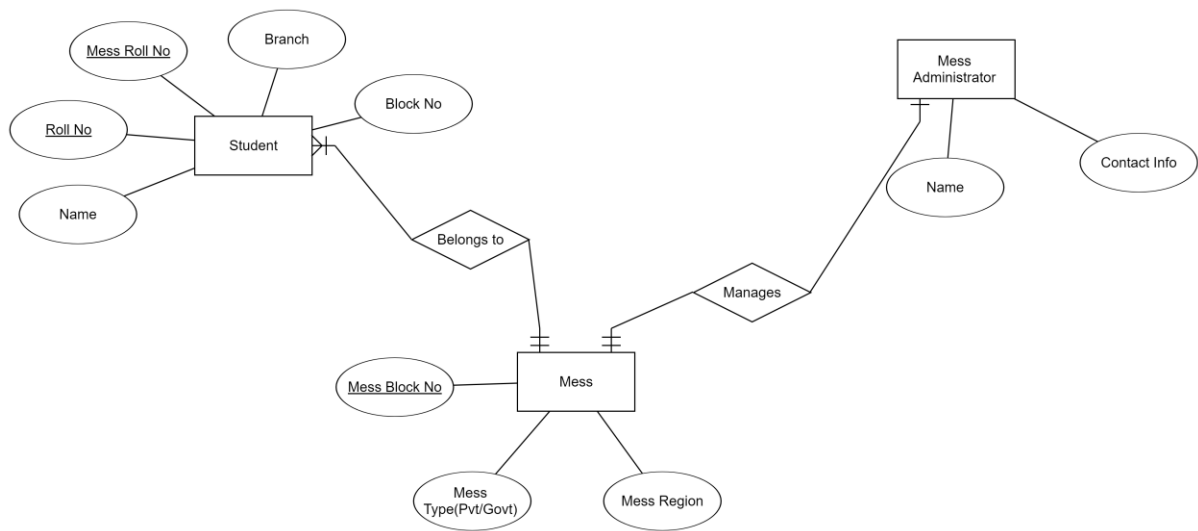 Branch
Mess Roll No
Mess
Administrator
Block No
Roll No
Student
Contact Info
Name
Name
Belongs to
Manages
Mess
Mess Block No
Mess
Type(Pvt/Govt)
Mess Region